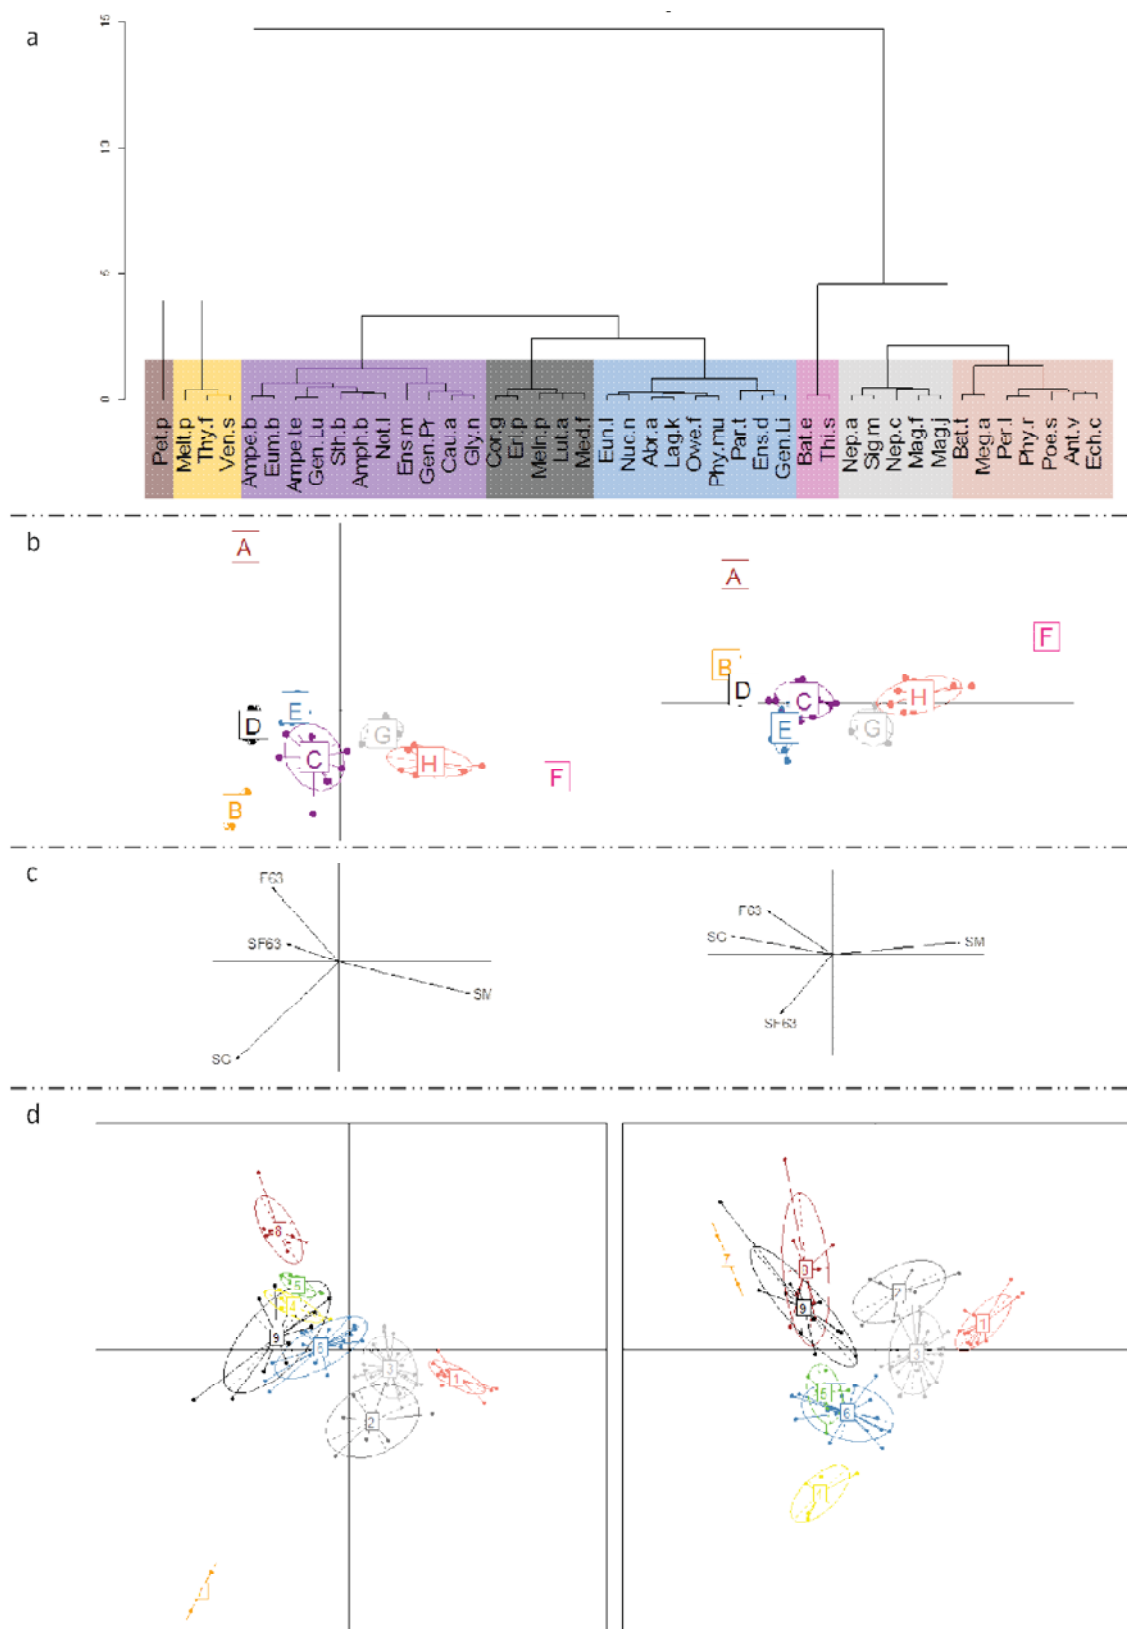 a
15
10
5
0
Pet.p
Melt.p
Thy.f
Ven.s
Ampe.b
Eum.b
Ampe.te
Gen.Lu
Sth.b
Amph.b
Not.l
Ens.m
Gen.Pr
Cau.a
Gly.n
Cor.g
Eri.p
Meln.p
Lut.a
Med.f
Eun.l
Nuc.n
Abr.a
Lag.k
Owe.f
Phy.mu
Par.t
Ens.d
Gen.Li
Bat.e
Thi.s
Nep.a
Sig.m
Nep.c
Mag.f
Mag.j
Bat.t
Meg.a
Per.l
Phy.r
Poe.s
Ant.v
Ech.c
b
A
E
D
C
G
H
F
B
A
F
B
D
C
H
E
G
c
F63
SF63
SM
SC
F63
SC
SM
SF63
d
8
5
4
9
6
3
1
2
7
8
9
2
1
3
5
6
4